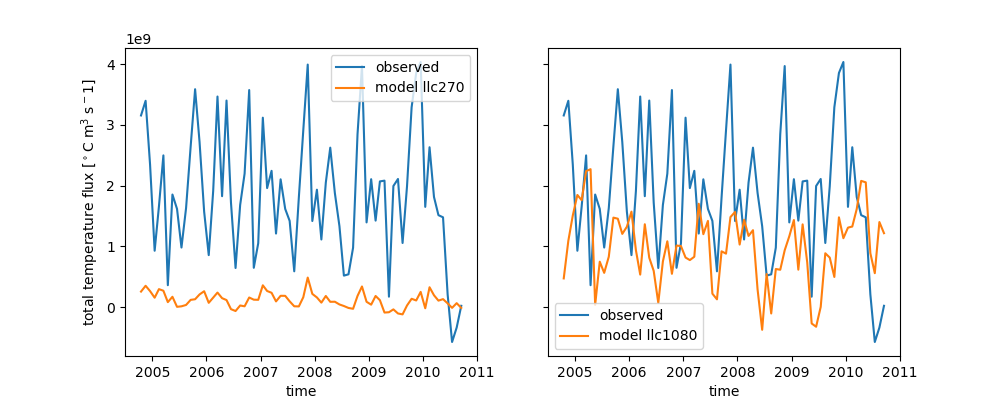 1e9
total temperature flux [°C m³ s⁻1]
4
3
2
1
0
observed
model llc270
2005 2006 2007 2008 2009 2010 2011
time
observed
model llc1080
2005 2006 2007 2008 2009 2010 2011
time